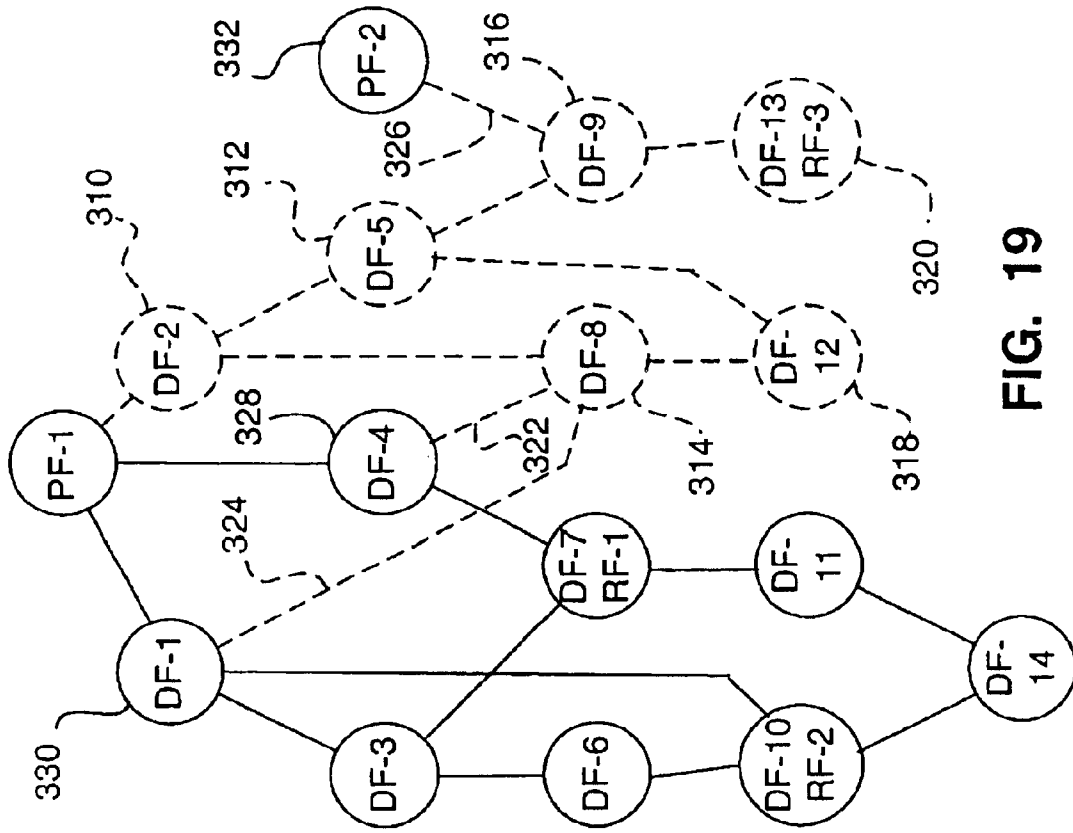 PF-1
332
PF-2
310
330
DF-1
DF-2
312
316
324
328
DF-3
DF-4
DF-5
326
DF-9
322
DF-6
DF-7
RF-1
DF-8
314
DF-10
RF-2
DF-
11
DF-
12
318
DF-13
RF-3
320
DF-
14
FIG. 19